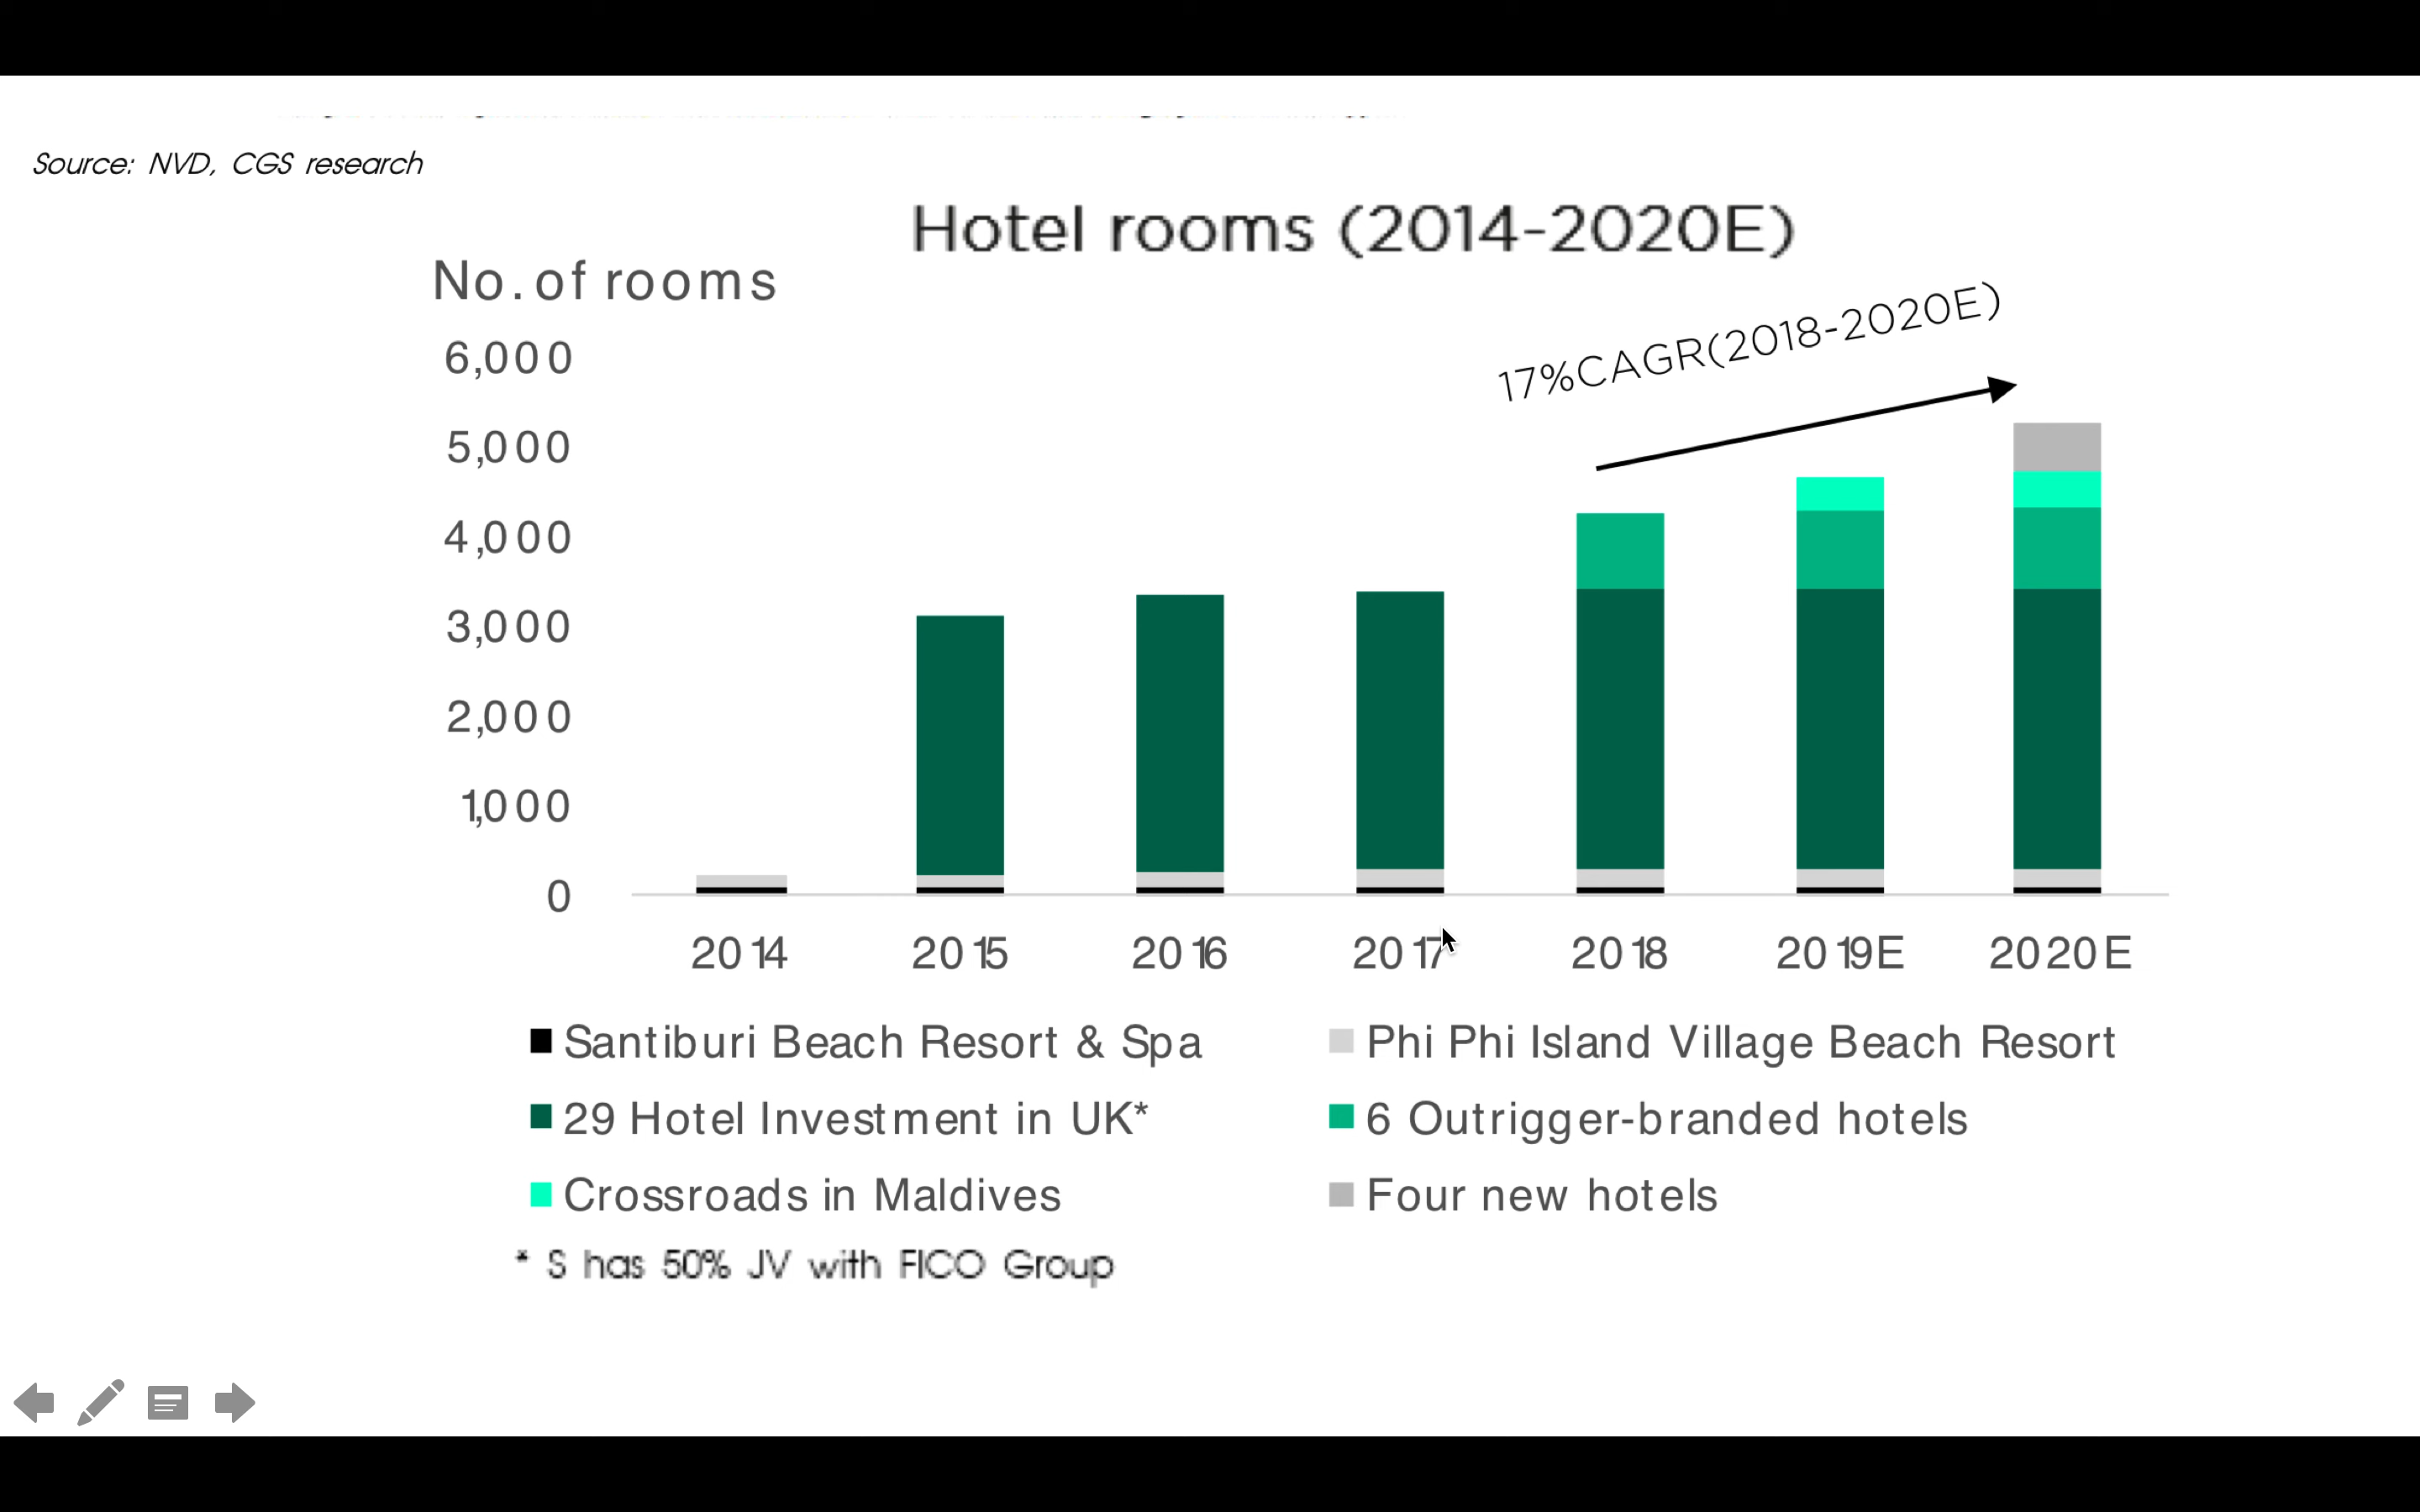 Source: NVD, CGS research
Hotel rooms (2014-2020E)
No. of rooms
17%CAGR(2018-2020E)
6,000
5,000
4,000
3,000
2,000
1,000
0
2014 2015 2016 2017 2018 2019E 2020E
Santiburi Beach Resort & Spa Phi Phi Island Village Beach Resort
29 Hotel Investment in UK* 6 Outrigger-branded hotels
Crossroads in Maldives Four new hotels
* S has 50% JV with FICO Group